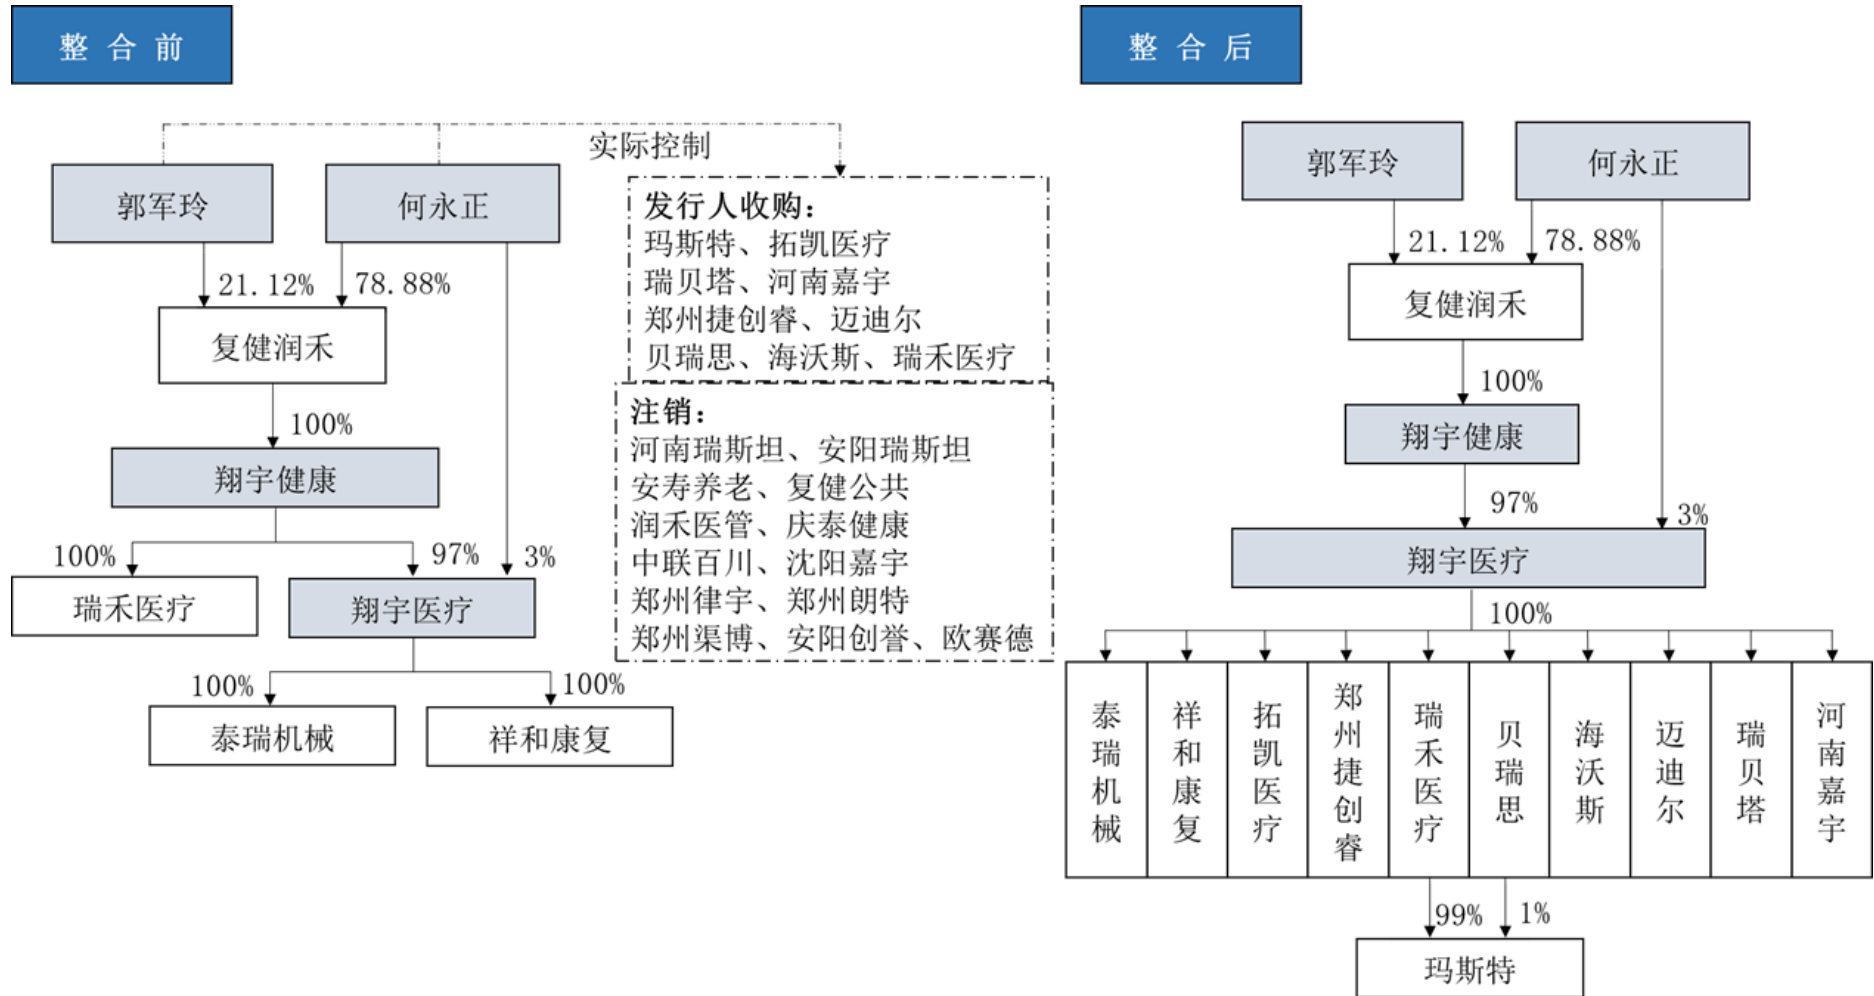 整合前
实际控制
郭军玲
何永正
21.12%
78.88%
复健润禾
100%
翔宇健康
100%
97%
3%
瑞禾医疗
翔宇医疗
100%
100%
泰瑞机械
祥和康复
发行人收购：
玛斯特、拓凯医疗
瑞贝塔、河南嘉宇
郑州捷创睿、迈迪尔
贝瑞思、海沃斯、瑞禾医疗
注销：
河南瑞斯坦、安阳瑞斯坦
安寿养老、复健公共
润禾医管、庆泰健康
中联百川、沈阳嘉宇
郑州律宇、郑州朗特
郑州渠博、安阳创誉、欧赛德
整合后
郭军玲
何永正
21.12%
78.88%
复健润禾
100%
翔宇健康
97%
3%
翔宇医疗
100%
泰瑞机械
祥和康复
拓凯医疗
郑州捷创睿
瑞禾医疗
贝瑞思
海沃斯
迈迪尔
瑞贝塔
河南嘉宇
99%
1%
玛斯特